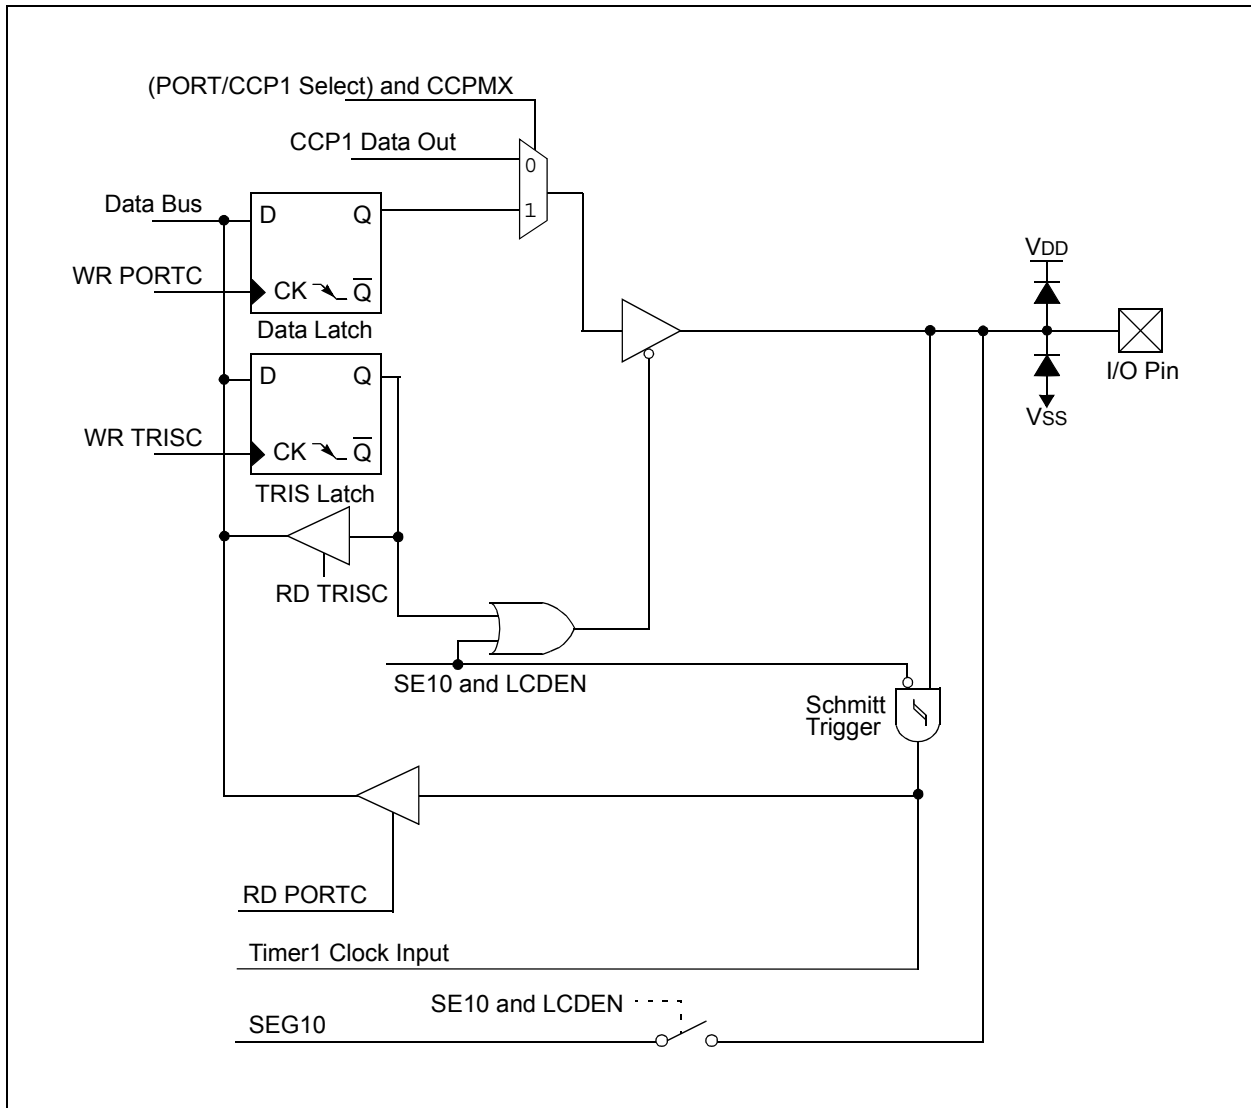 (PORT/CCP1 Select) and CCPMX
CCP1 Data Out
0
Data Bus
D Q
1
WR PORTC
CK Q
Data Latch
VDD
I/O Pin
VSS
D Q
WR TRISC
CK Q
TRIS Latch
RD TRISC
SE10 and LCDEN
Schmitt
Trigger
RD PORTC
Timer1 Clock Input
SE10 and LCDEN
SEG10